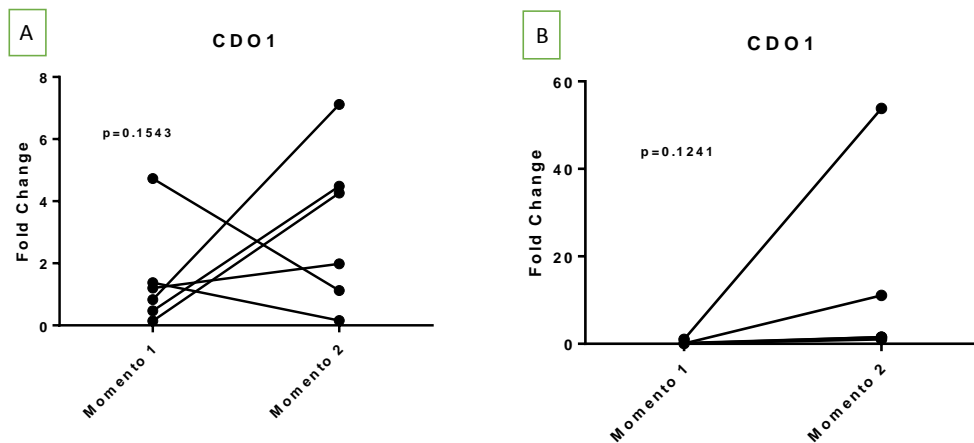 A
CDO1
Fold Change
8
6
4
2
0
p=0.1543
Momento 1
Momento 2
B
CDO1
Fold Change
60
40
20
0
p=0.1241
Momento 1
Momento 2